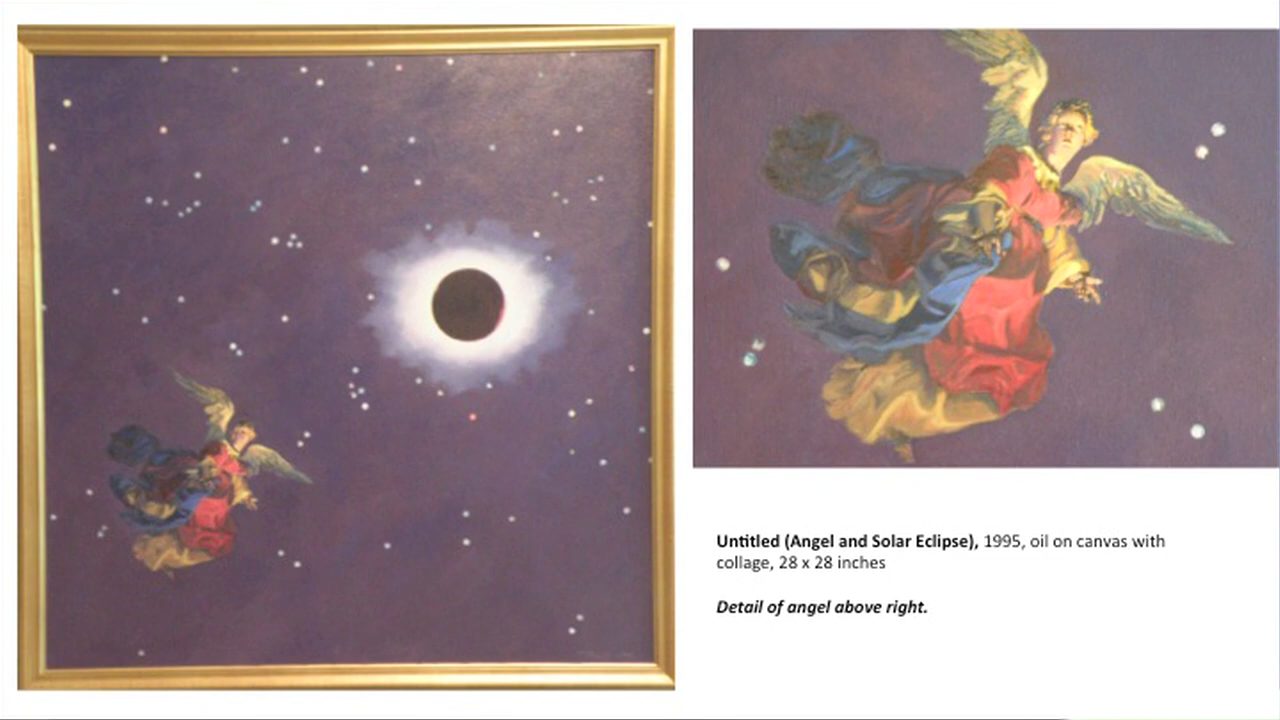 Untitled (Angel and Solar Eclipse), 1995, oil on canvas with
collage, 28 x 28 inches
Detail of angel above right.